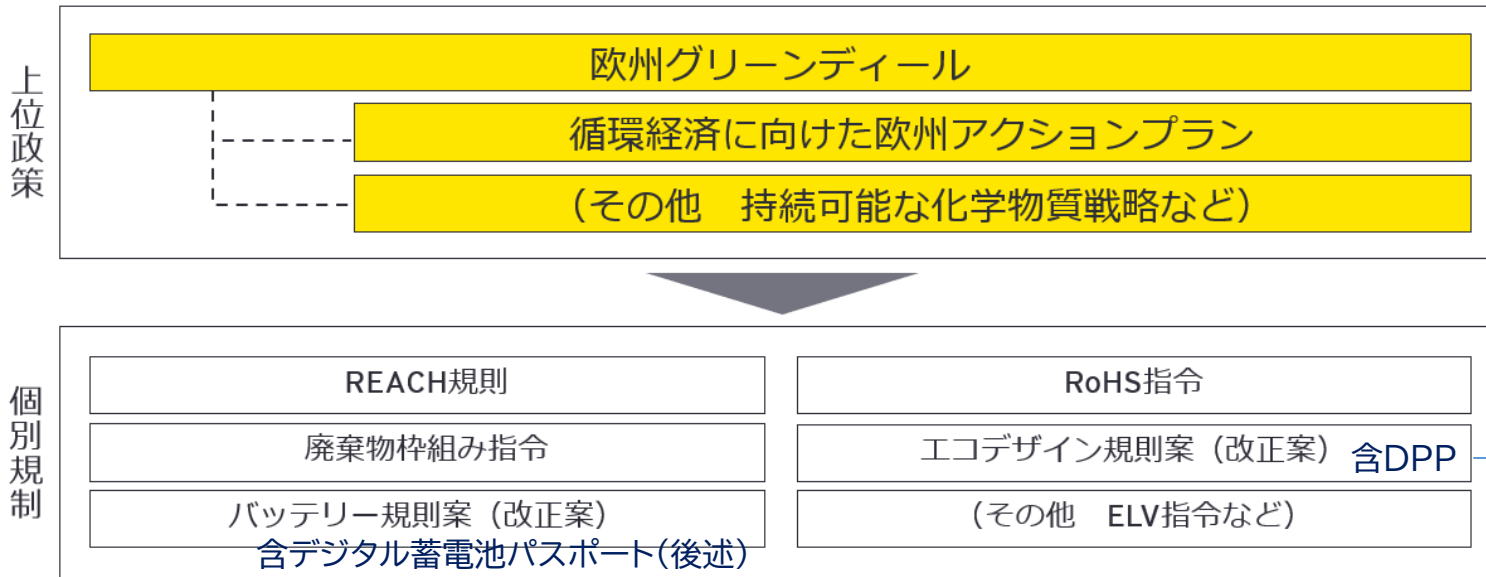 上位政策
欧州グリーンディール
循環経済に向けた欧州アクションプラン
（その他　持続可能な化学物質戦略など）
個別規制
REACH規則
RoHS指令
廃棄物枠組み指令
エコデザイン規則案（改正案） 含DPP
バッテリー規則案（改正案）
含デジタル蓄電池パスポート（後述）
（その他　ELV指令など）